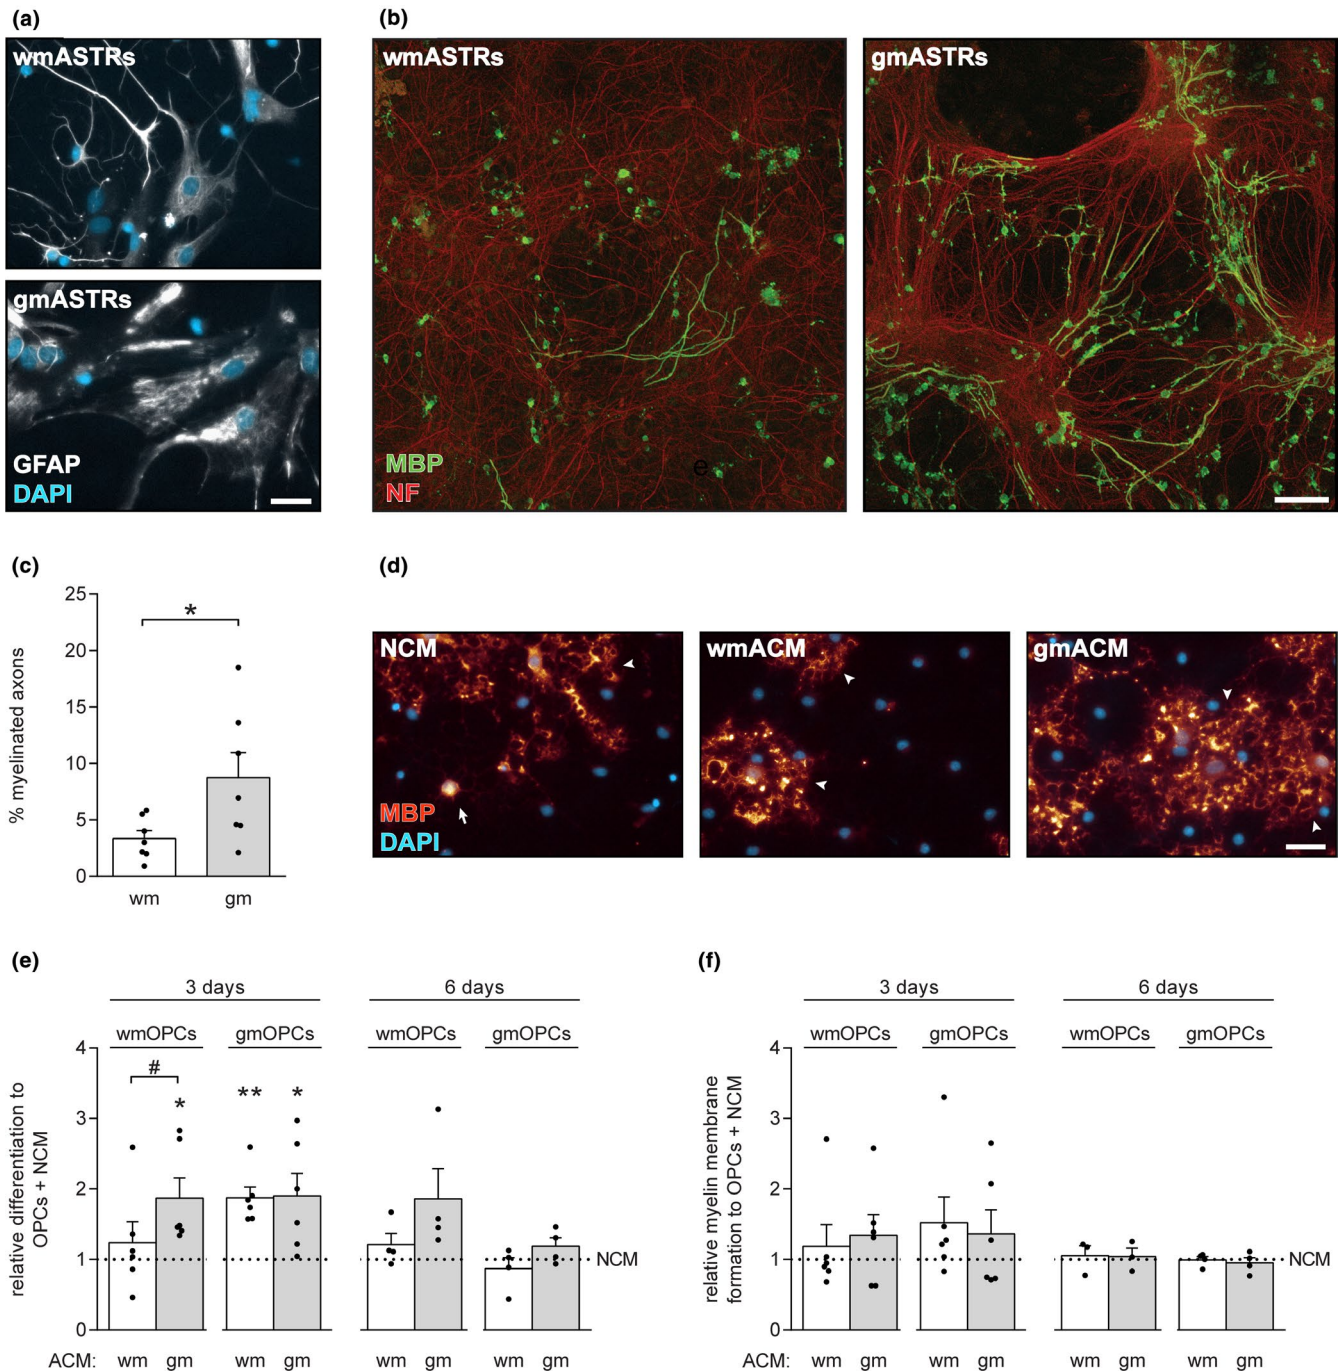 (a)
wmASTRs
gmASTRs
GFAP
DAPI
(b)
wmASTRs
gmASTRs
e
MBP
NF
(c)
% myelinated axons
25
20
15
10
5
0
*
wm
gm
(d)
NCM
wmACM
gmACM
MBP
DAPI
(e)
3 days
6 days
wmOPCs
gmOPCs
wmOPCs
gmOPCs
relative differentiation to
OPCs + NCM
4
3
2
1
0
#
*
**
*
NCM
ACM:
wm
gm
wm
gm
wm
gm
wm
gm
(f)
3 days
6 days
wmOPCs
gmOPCs
wmOPCs
gmOPCs
relative myelin membrane
formation to OPCs + NCM
4
3
2
1
0
NCM
ACM:
wm
gm
wm
gm
wm
gm
wm
gm